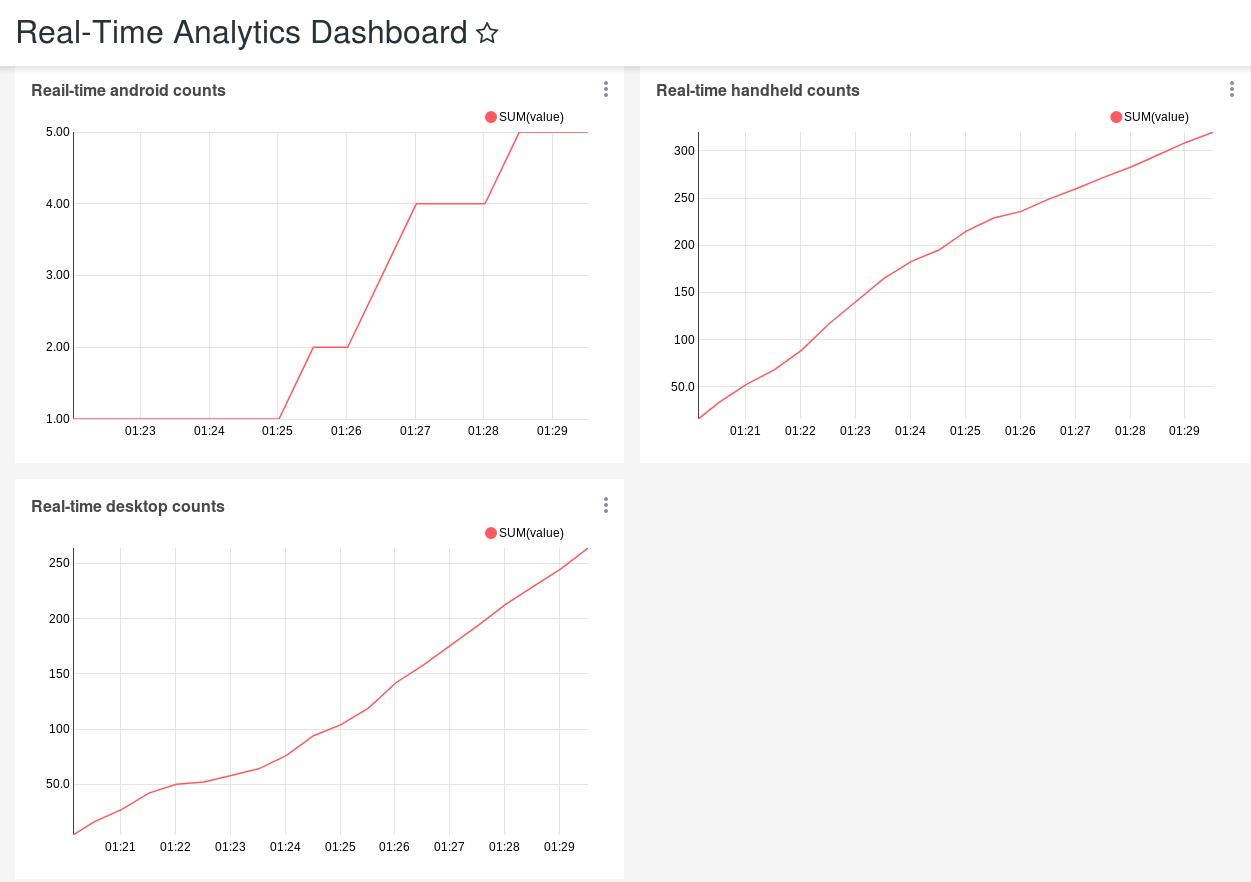 Real-Time Analytics Dashboard
Reail-time android counts
SUM(value)
5.00
4.00
3.00
2.00
1.00
01:23 01:24 01:25 01:26 01:27 01:28 01:29
Real-time handheld counts
SUM(value)
300
250
200
150
100
50.0
01:21 01:22 01:23 01:24 01:25 01:26 01:27 01:28 01:29
Real-time desktop counts
SUM(value)
250
200
150
100
50.0
01:21 01:22 01:23 01:24 01:25 01:26 01:27 01:28 01:29